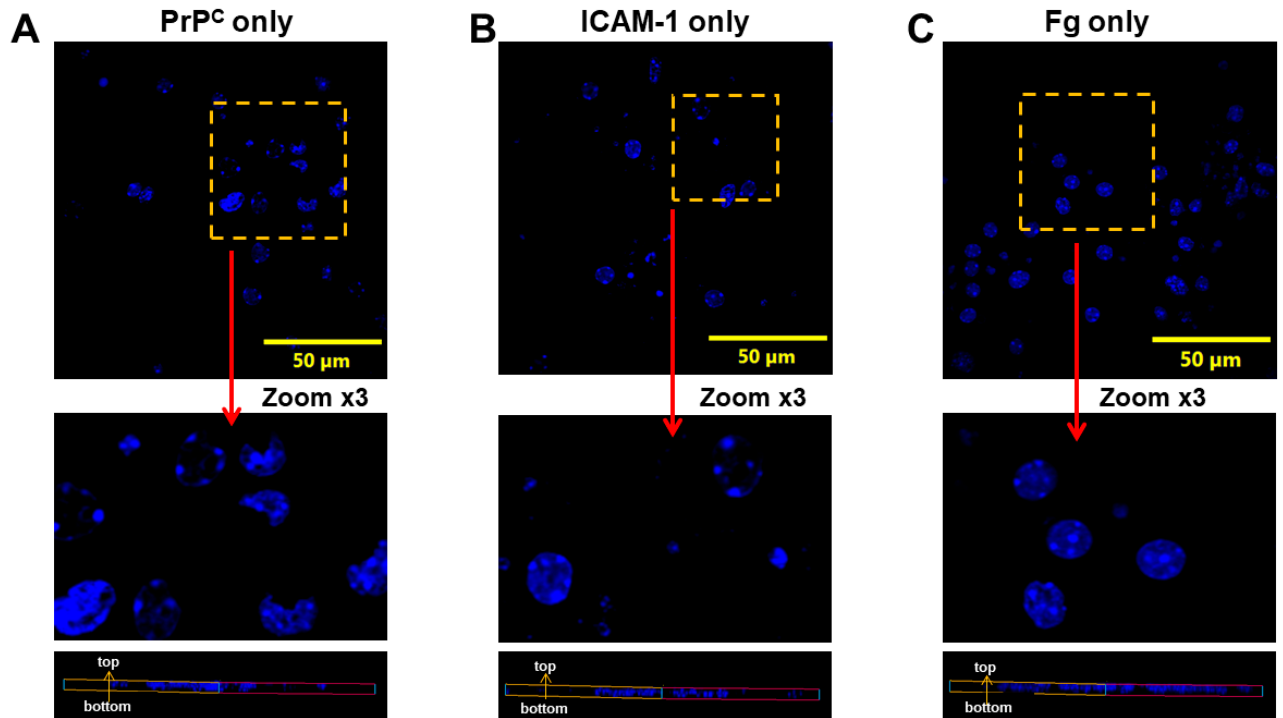 A
PrPᶜ only
50 µm
Zoom x3
top
bottom
B
ICAM-1 only
50 µm
Zoom x3
top
bottom
C
Fg only
50 µm
Zoom x3
top
bottom